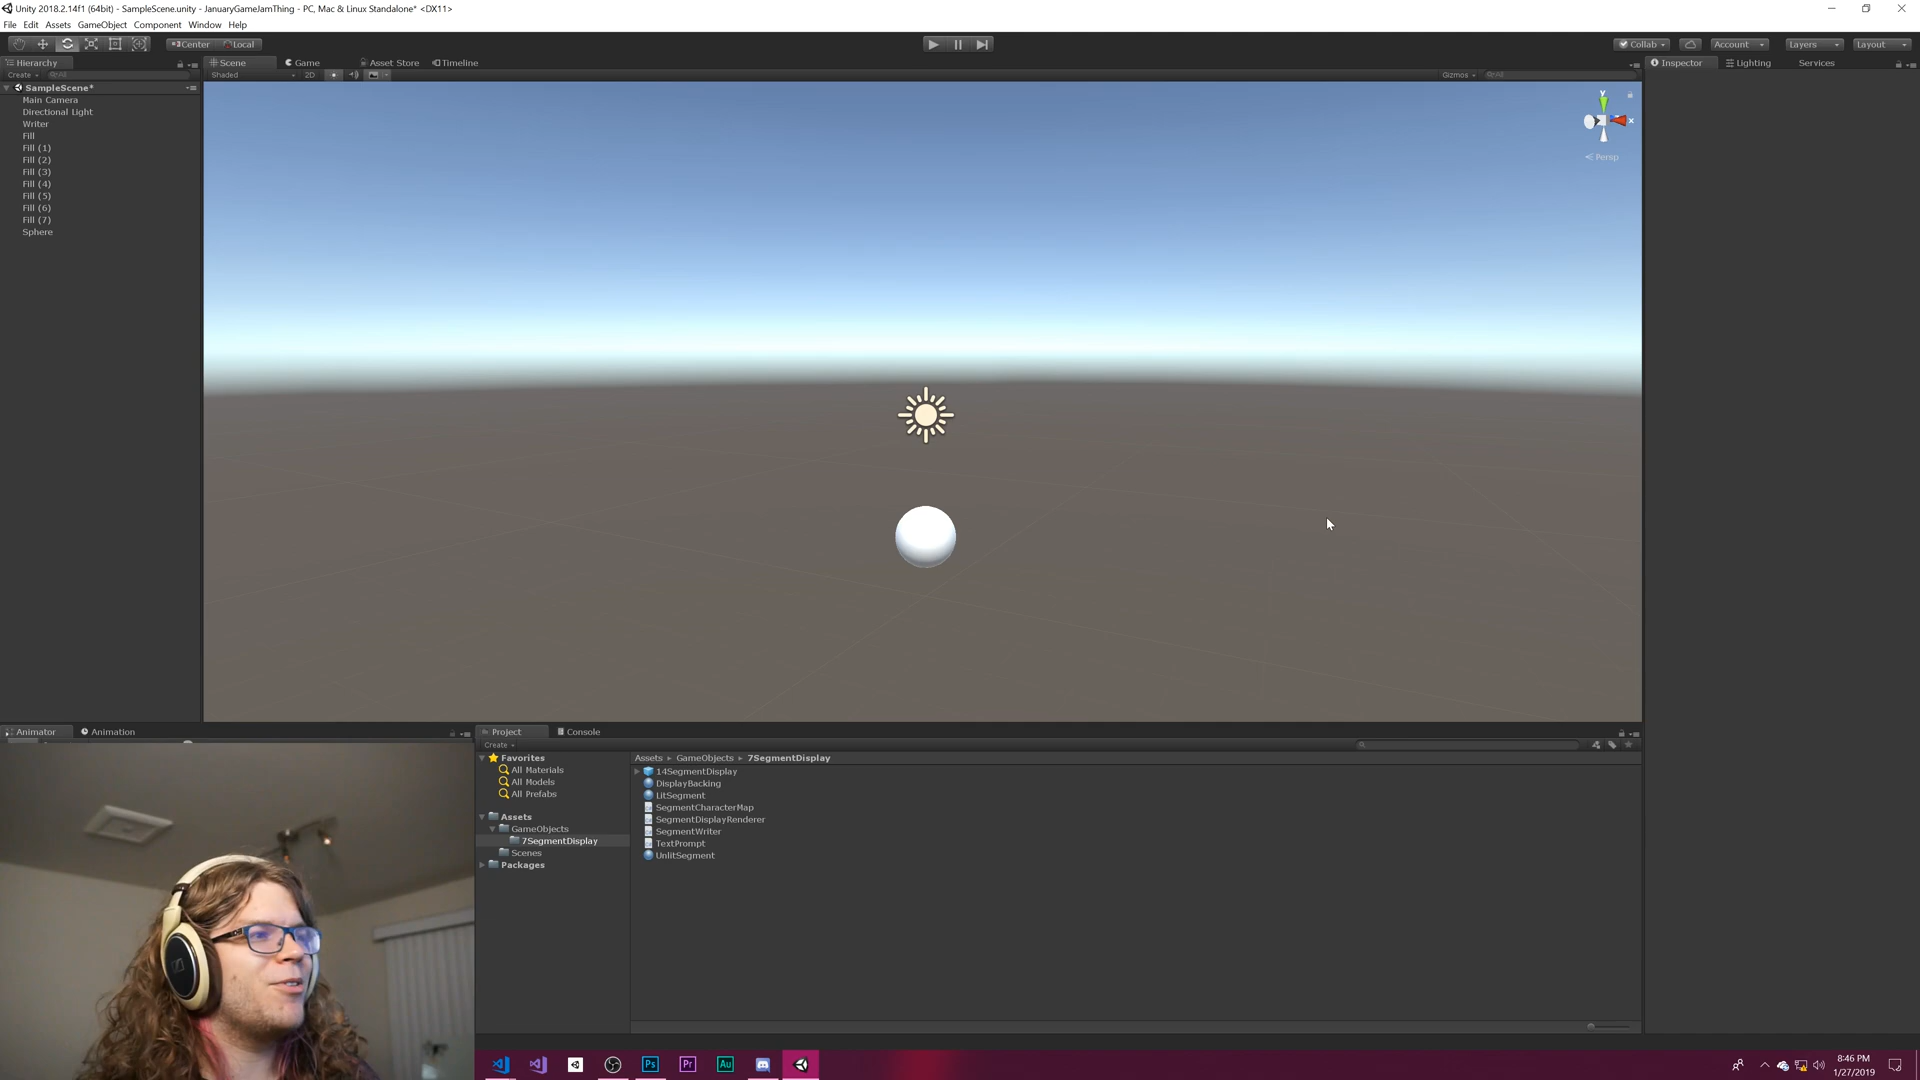 Unity 2018.2.14f1 (64bit) - SampleScene.unity - JanuaryGameJamThing - PC, Mac & Linux Standalone* <DX11>
File Edit Assets GameObject Component Window Help
Center Local Collab Account Layers Layout
Hierarchy Scene Game Asset Store Timeline Inspector Lighting Services
Create All Shaded 2D Gizmos All
SampleScene*
Main Camera
Directional Light
Writer
Fill
Fill (1)
Fill (2)
Fill (3)
Fill (4)
Fill (5)
Fill (6)
Fill (7)
Sphere
y
x
Persp
Animator Animation Project Console
Create
Favorites
All Materials
All Models
All Prefabs
Assets
GameObjects
7SegmentDisplay
Scenes
Packages
Assets GameObjects 7SegmentDisplay
14SegmentDisplay
DisplayBacking
LitSegment
SegmentCharacterMap
SegmentDisplayRenderer
SegmentWriter
TextPrompt
UnlitSegment
Ps Pr Au
8:46 PM
1/27/2019